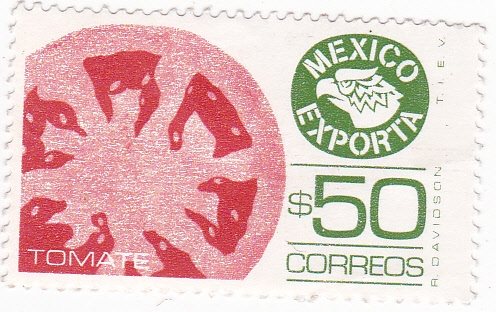 MEXICO
EXPORTA
$50
CORREOS
TOMATE
R. DAVIDSON T.I.E.V.